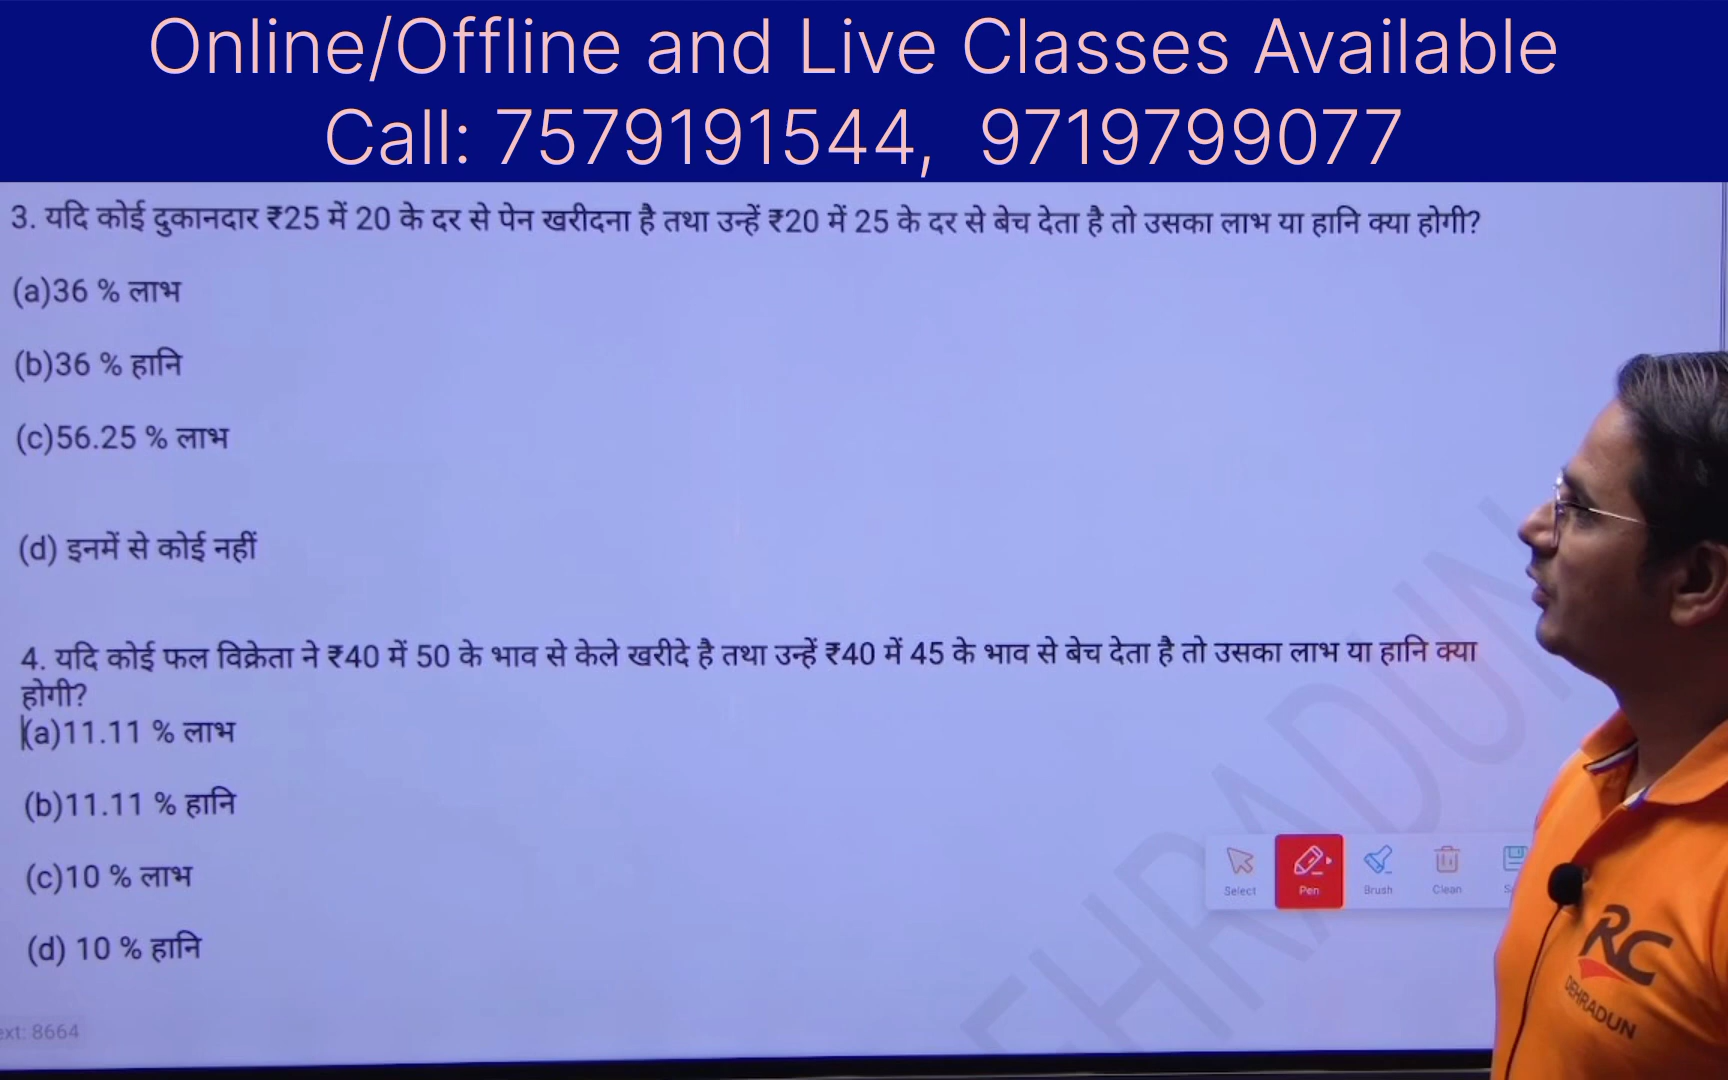 Online/Offline and Live Classes Available
Call: 7579191544, 9719799077
3. यदि कोई दुकानदार ₹25 में 20 के दर से पेन खरीदना है तथा उन्हें ₹20 में 25 के दर से बेच देता है तो उसका लाभ या हानि क्या होगी?
(a)36 % लाभ
(b)36 % हानि
(c)56.25 % लाभ
(d) इनमें से कोई नहीं
4. यदि कोई फल विक्रेता ने ₹40 में 50 के भाव से केले खरीदे है तथा उन्हें ₹40 में 45 के भाव से बेच देता है तो उसका लाभ या हानि क्या
होगी?
(a)11.11 % लाभ
(b)11.11 % हानि
(c)10 % लाभ
(d) 10 % हानि
Select Pen Brush Clean
RC
DEHRADUN
EHRADUN
ext: 8664